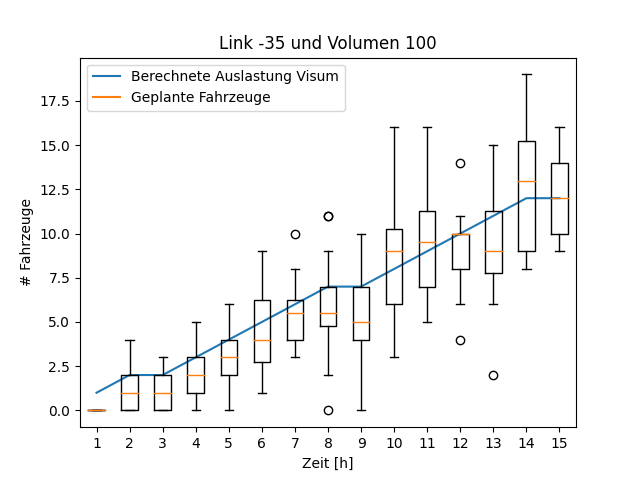 Link -35 und Volumen 100
Berechnete Auslastung Visum
Geplante Fahrzeuge
# Fahrzeuge
17.5
15.0
12.5
10.0
7.5
5.0
2.5
0.0
1 2 3 4 5 6 7 8 9 10 11 12 13 14 15
Zeit [h]